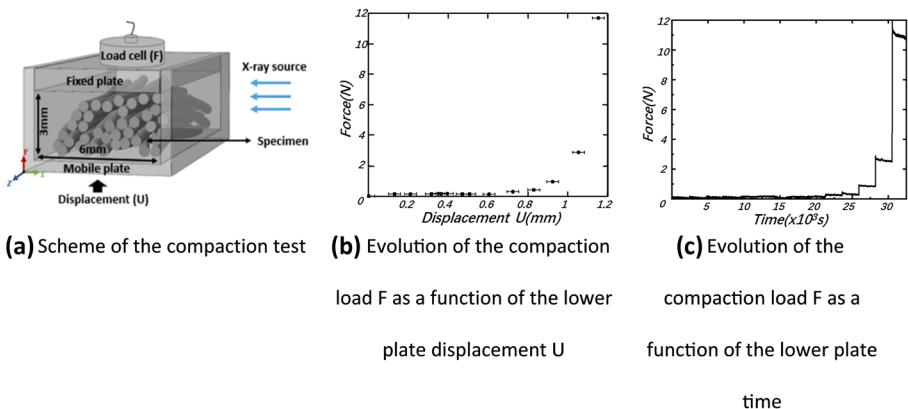 Load cell (F)
Fixed plate
X-ray source
3mm
6mm
Specimen
Mobile plate
Y
X
Z
Displacement (U)
12
10
8
6
4
2
0
0.2
0.4
0.6
0.8
1
1.2
Force(N)
Displacement U(mm)
12
10
8
6
4
2
0
5
10
15
20
25
30
Force(N)
Time(x10³s)
(a) Scheme of the compaction test
(b) Evolution of the compaction
load F as a function of the lower
plate displacement U
(c) Evolution of the
compaction load F as a
function of the lower plate
time